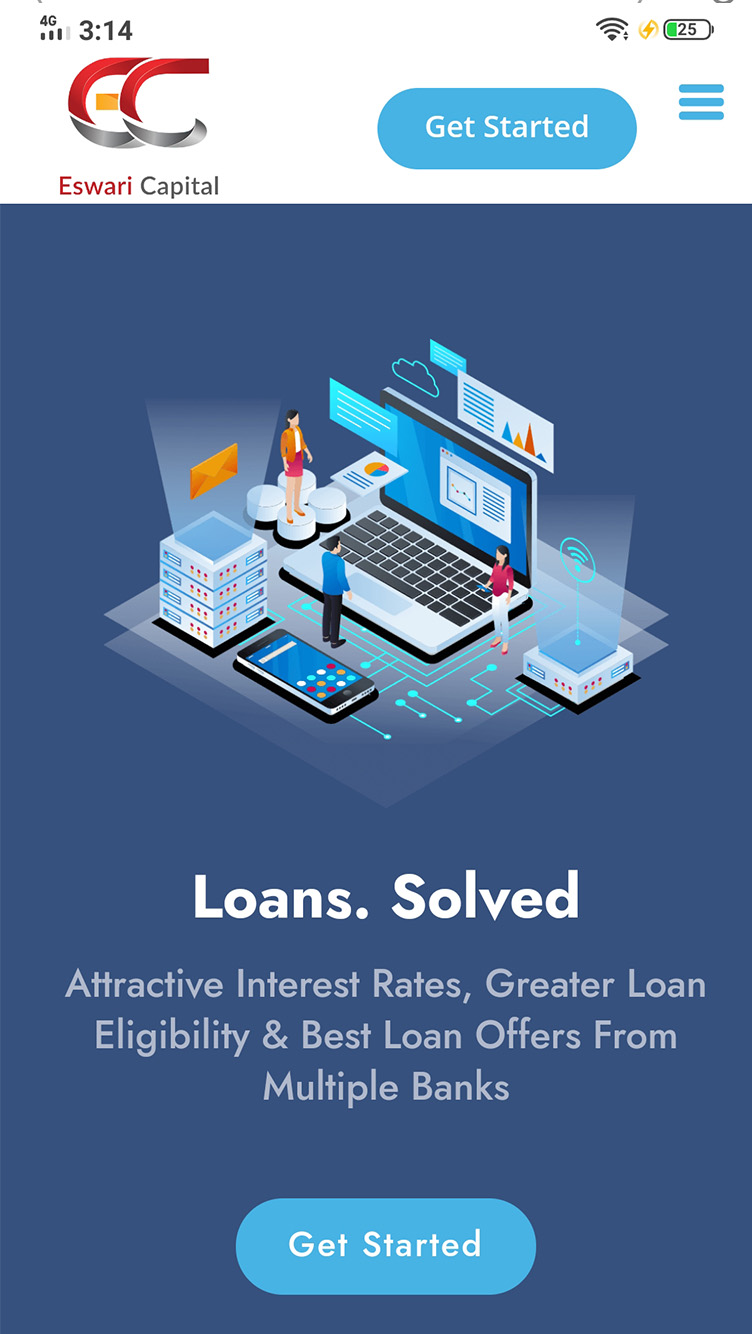 4G
3:14
25
Get Started
Eswari Capital
Loans. Solved
Attractive Interest Rates, Greater Loan
Eligibility & Best Loan Offers From
Multiple Banks
Get Started